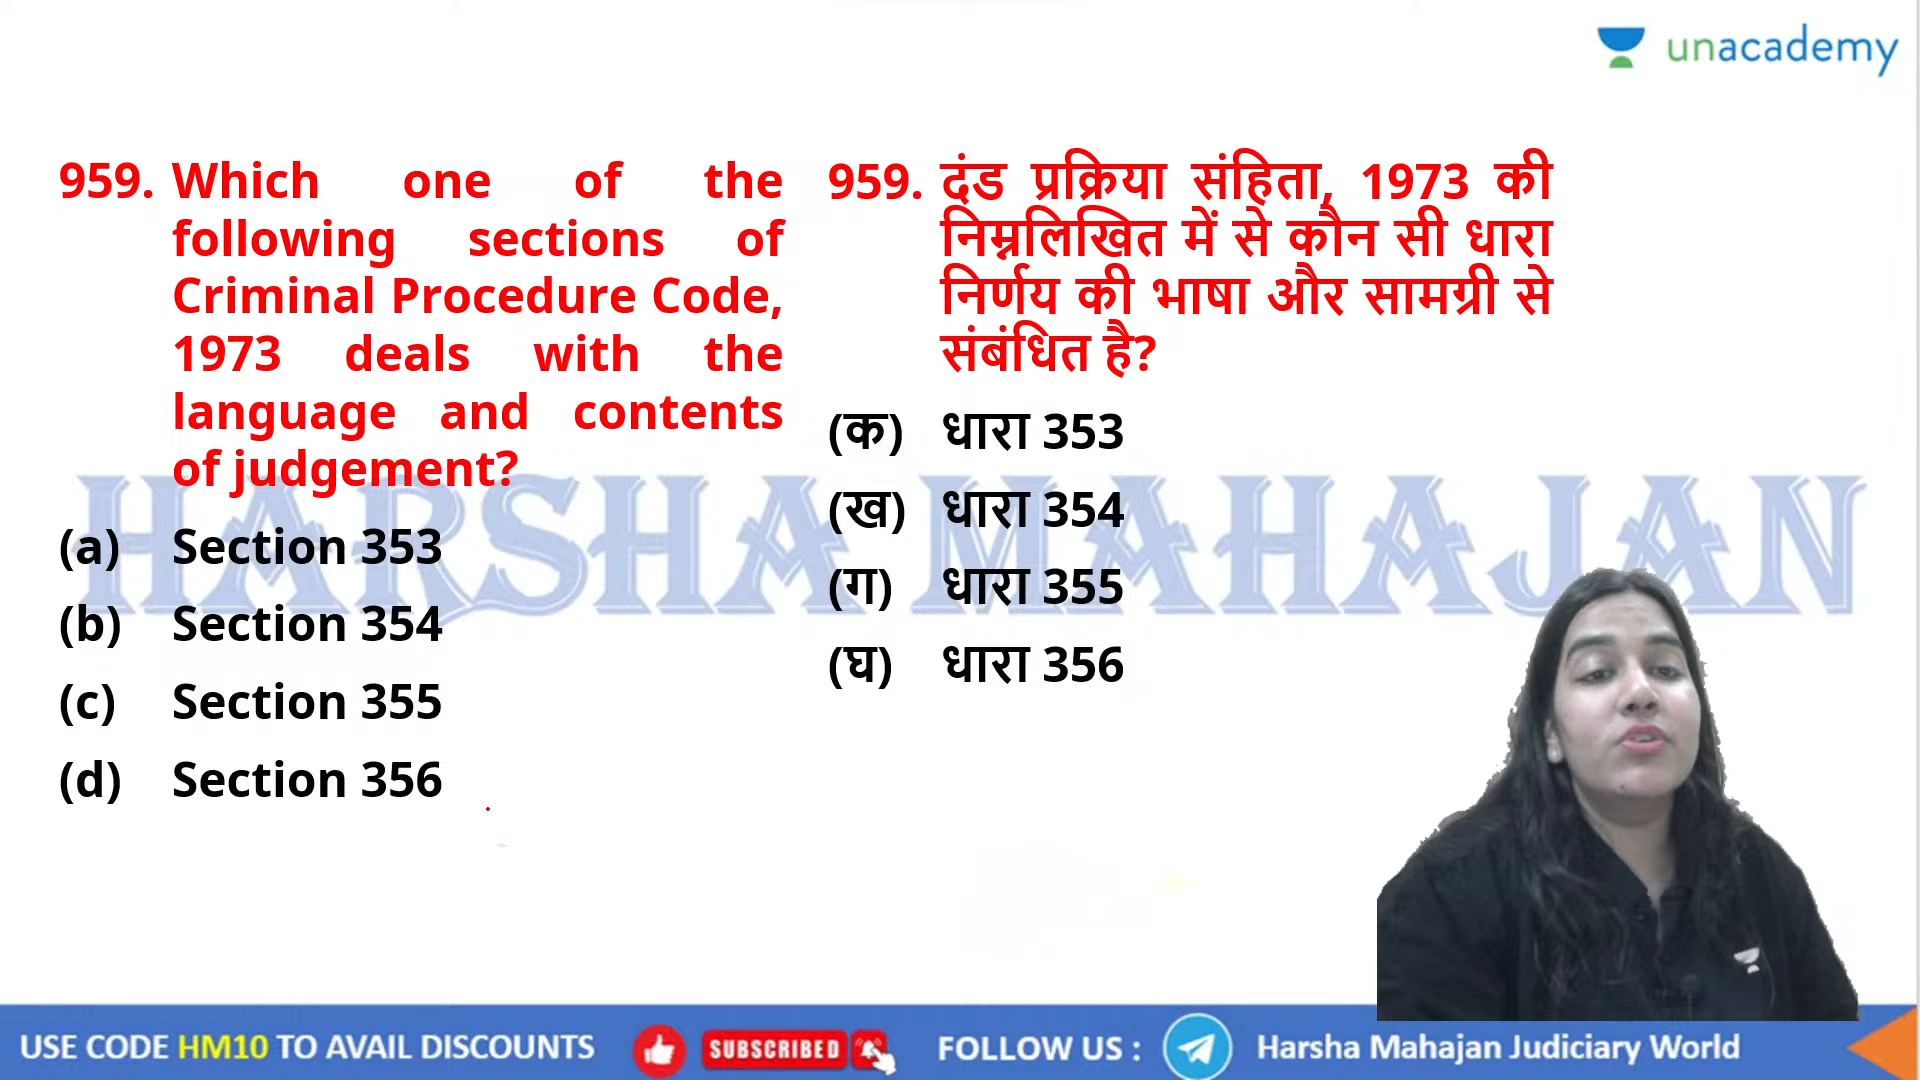 unacademy
959. Which one of the
following sections of
Criminal Procedure Code,
1973 deals with the
language and contents
of judgement?
(a) Section 353
(b) Section 354
(c) Section 355
(d) Section 356
959. दंड प्रक्रिया संहिता, 1973 की
निम्नलिखित में से कौन सी धारा
निर्णय की भाषा और सामग्री से
संबंधित है?
(क) धारा 353
(ख) धारा 354
(ग) धारा 355
(घ) धारा 356
HARSHA MAHAJAN
USE CODE HM10 TO AVAIL DISCOUNTS
SUBSCRIBED
FOLLOW US :
Harsha Mahajan Judiciary World